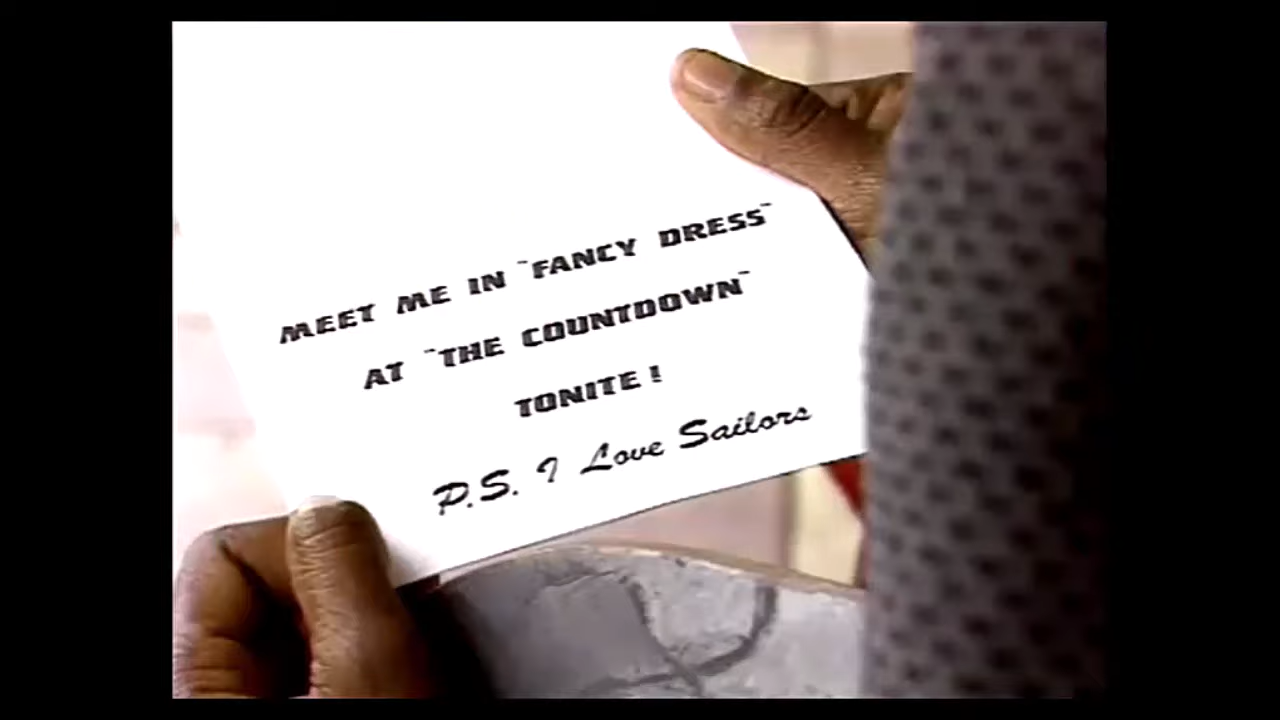 MEET ME IN "FANCY DRESS"
AT "THE COUNTDOWN"
TONITE!
P.S. I Love Sailors